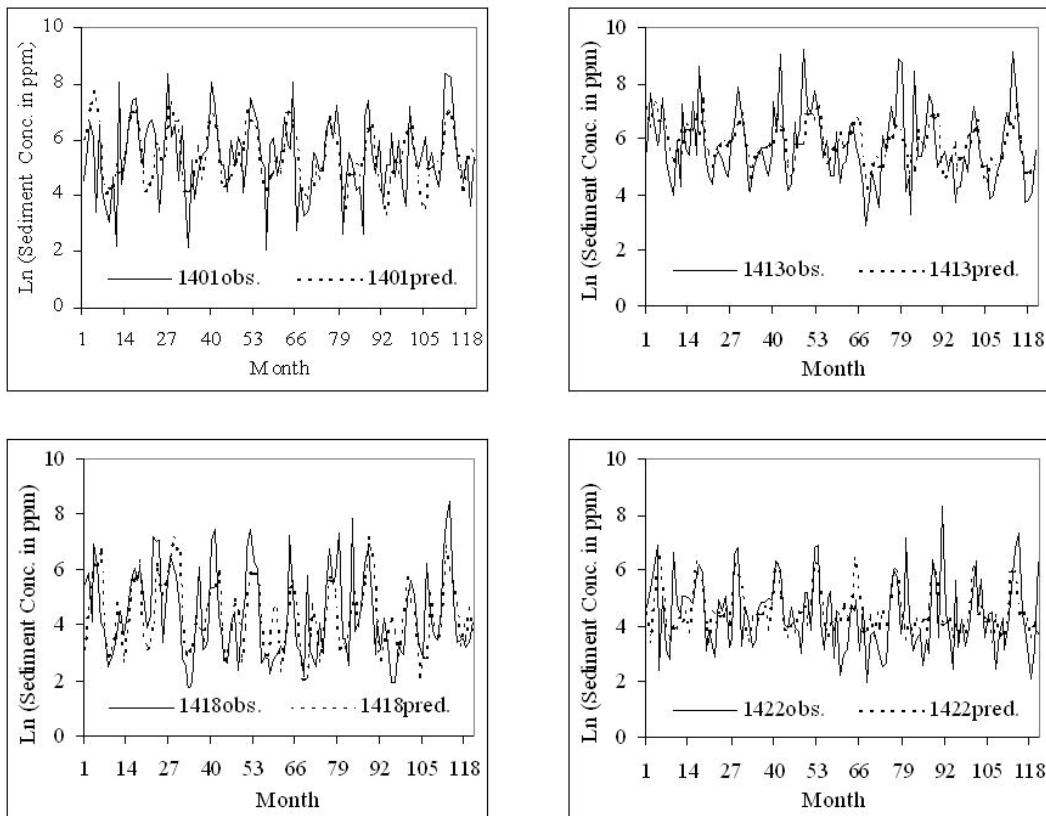 Ln (Sediment Conc. in ppm)
10
8
6
4
2
0
1401obs. 1401pred.
1 14 27 40 53 66 79 92 105 118
Month
Ln (Sediment Conc. in ppm)
10
8
6
4
2
0
1413obs. 1413pred.
1 14 27 40 53 66 79 92 105 118
Month
Ln (Sediment Conc. in ppm)
10
8
6
4
2
0
1418obs. 1418pred.
1 14 27 40 53 66 79 92 105 118
Month
Ln (Sediment Conc. in ppm)
10
8
6
4
2
0
1422obs. 1422pred.
1 14 27 40 53 66 79 92 105 118
Month